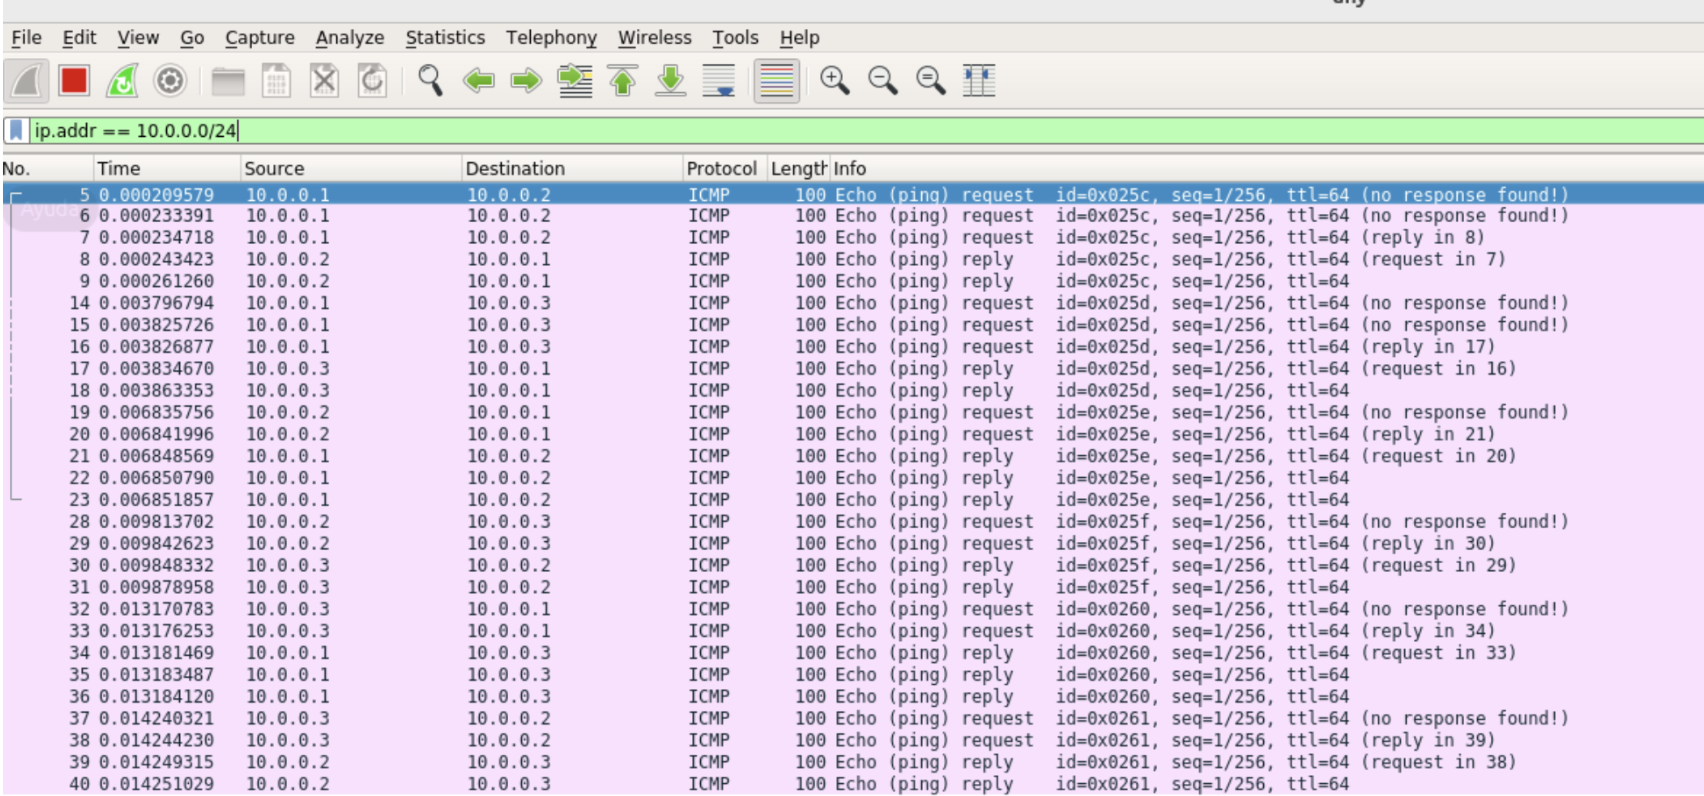 File Edit View Go Capture Analyze Statistics Telephony Wireless Tools Help
ip.addr == 10.0.0.0/24
No. Time Source Destination Protocol Length Info
5 0.000209579 10.0.0.1 10.0.0.2 ICMP 100 Echo (ping) request id=0x025c, seq=1/256, ttl=64 (no response found!)
Ayuda
6 0.000233391 10.0.0.1 10.0.0.2 ICMP 100 Echo (ping) request id=0x025c, seq=1/256, ttl=64 (no response found!)
7 0.000234718 10.0.0.1 10.0.0.2 ICMP 100 Echo (ping) request id=0x025c, seq=1/256, ttl=64 (reply in 8)
8 0.000243423 10.0.0.2 10.0.0.1 ICMP 100 Echo (ping) reply id=0x025c, seq=1/256, ttl=64 (request in 7)
9 0.000261260 10.0.0.2 10.0.0.1 ICMP 100 Echo (ping) reply id=0x025c, seq=1/256, ttl=64
14 0.003796794 10.0.0.1 10.0.0.3 ICMP 100 Echo (ping) request id=0x025d, seq=1/256, ttl=64 (no response found!)
15 0.003825726 10.0.0.1 10.0.0.3 ICMP 100 Echo (ping) request id=0x025d, seq=1/256, ttl=64 (no response found!)
16 0.003826877 10.0.0.1 10.0.0.3 ICMP 100 Echo (ping) request id=0x025d, seq=1/256, ttl=64 (reply in 17)
17 0.003834670 10.0.0.3 10.0.0.1 ICMP 100 Echo (ping) reply id=0x025d, seq=1/256, ttl=64 (request in 16)
18 0.003863353 10.0.0.3 10.0.0.1 ICMP 100 Echo (ping) reply id=0x025d, seq=1/256, ttl=64
19 0.006835756 10.0.0.2 10.0.0.1 ICMP 100 Echo (ping) request id=0x025e, seq=1/256, ttl=64 (no response found!)
20 0.006841996 10.0.0.2 10.0.0.1 ICMP 100 Echo (ping) request id=0x025e, seq=1/256, ttl=64 (reply in 21)
21 0.006848569 10.0.0.1 10.0.0.2 ICMP 100 Echo (ping) reply id=0x025e, seq=1/256, ttl=64 (request in 20)
22 0.006850790 10.0.0.1 10.0.0.2 ICMP 100 Echo (ping) reply id=0x025e, seq=1/256, ttl=64
23 0.006851857 10.0.0.1 10.0.0.2 ICMP 100 Echo (ping) reply id=0x025e, seq=1/256, ttl=64
28 0.009813702 10.0.0.2 10.0.0.3 ICMP 100 Echo (ping) request id=0x025f, seq=1/256, ttl=64 (no response found!)
29 0.009842623 10.0.0.2 10.0.0.3 ICMP 100 Echo (ping) request id=0x025f, seq=1/256, ttl=64 (reply in 30)
30 0.009848332 10.0.0.3 10.0.0.2 ICMP 100 Echo (ping) reply id=0x025f, seq=1/256, ttl=64 (request in 29)
31 0.009878958 10.0.0.3 10.0.0.2 ICMP 100 Echo (ping) reply id=0x025f, seq=1/256, ttl=64
32 0.013170783 10.0.0.3 10.0.0.1 ICMP 100 Echo (ping) request id=0x0260, seq=1/256, ttl=64 (no response found!)
33 0.013176253 10.0.0.3 10.0.0.1 ICMP 100 Echo (ping) request id=0x0260, seq=1/256, ttl=64 (reply in 34)
34 0.013181469 10.0.0.1 10.0.0.3 ICMP 100 Echo (ping) reply id=0x0260, seq=1/256, ttl=64 (request in 33)
35 0.013183487 10.0.0.1 10.0.0.3 ICMP 100 Echo (ping) reply id=0x0260, seq=1/256, ttl=64
36 0.013184120 10.0.0.1 10.0.0.3 ICMP 100 Echo (ping) reply id=0x0260, seq=1/256, ttl=64
37 0.014240321 10.0.0.3 10.0.0.2 ICMP 100 Echo (ping) request id=0x0261, seq=1/256, ttl=64 (no response found!)
38 0.014244230 10.0.0.3 10.0.0.2 ICMP 100 Echo (ping) request id=0x0261, seq=1/256, ttl=64 (reply in 39)
39 0.014249315 10.0.0.2 10.0.0.3 ICMP 100 Echo (ping) reply id=0x0261, seq=1/256, ttl=64 (request in 38)
40 0.014251029 10.0.0.2 10.0.0.3 ICMP 100 Echo (ping) reply id=0x0261, seq=1/256, ttl=64